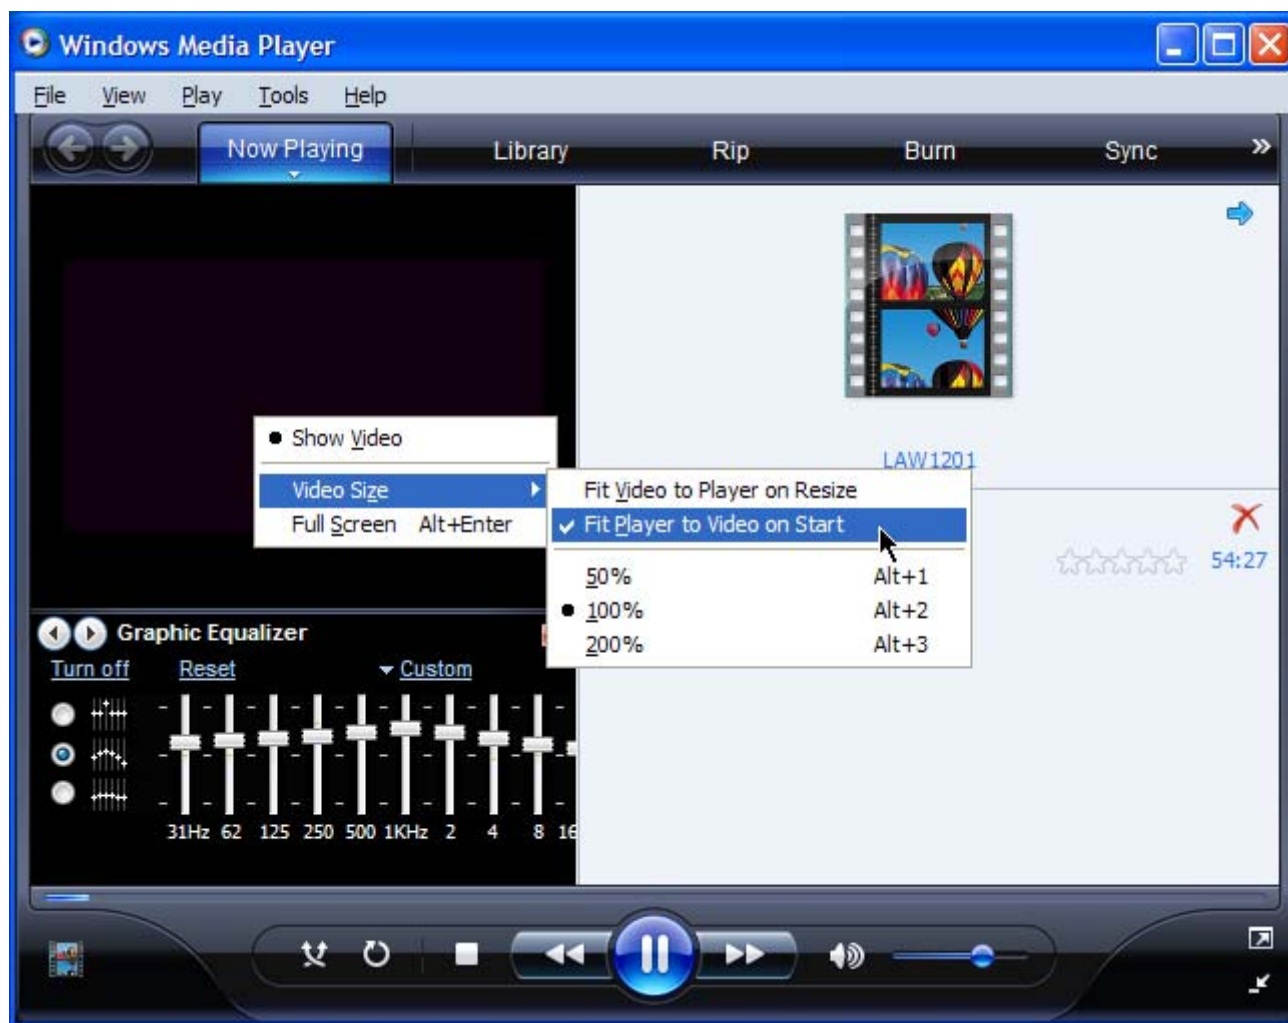 Windows Media Player
File View Play Tools Help
Now Playing Library Rip Burn Sync »
LAW1201
Show Video
Video Size
Full Screen Alt+Enter
Fit Video to Player on Resize
Fit Player to Video on Start
50% Alt+1
100% Alt+2
200% Alt+3
54:27
Graphic Equalizer
Turn off Reset Custom
31Hz 62 125 250 500 1KHz 2 4 8 16